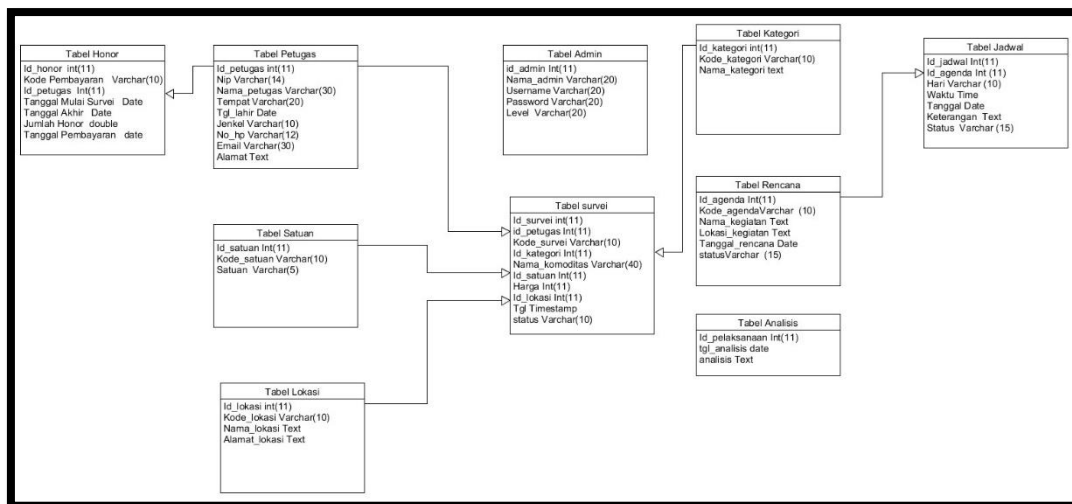 Tabel Honor
Id_honor int(11)
Kode Pembayaran Varchar(10)
Id_petugas Int(11)
Tanggal Mulai Survei Date
Tanggal Akhir Date
Jumlah Honor double
Tanggal Pembayaran date
Tabel Petugas
Id_petugas int(11)
Nip Varchar(14)
Nama_petugas Varchar(30)
Tempat Varchar(20)
Tgl_lahir Date
Jenkel Varchar(10)
No_hp Varchar(12)
Email Varchar(30)
Alamat Text
Tabel Admin
id_admin Int(11)
Nama_admin Varchar(20)
Username Varchar(20)
Password Varchar(20)
Level Varchar(20)
Tabel Kategori
Id_kategori int(11)
Kode_kategori Varchar(10)
Nama_kategori text
Tabel Jadwal
Id_jadwal Int(11)
Id_agenda Int (11)
Hari Varchar (10)
Waktu Time
Tanggal Date
Keterangan Text
Status Varchar (15)
Tabel Satuan
Id_satuan Int(11)
Kode_satuan Varchar(10)
Satuan Varchar(5)
Tabel survei
Id_survei int(11)
id_petugas Int(11)
Kode_survei Varchar(10)
Id_kategori Int(11)
Nama_komoditas Varchar(40)
Id_satuan Int(11)
Harga Int(11)
Id_lokasi Int(11)
Tgl Timestamp
status Varchar(10)
Tabel Rencana
Id_agenda Int(11)
Kode_agendaVarchar (10)
Nama_kegiatan Text
Lokasi_kegiatan Text
Tanggal_rencana Date
statusVarchar (15)
Tabel Analisis
Id_pelaksanaan Int(11)
tgl_analisis date
analisis Text
Tabel Lokasi
Id_lokasi int(11)
Kode_lokasi Varchar(10)
Nama_lokasi Text
Alamat_lokasi Text